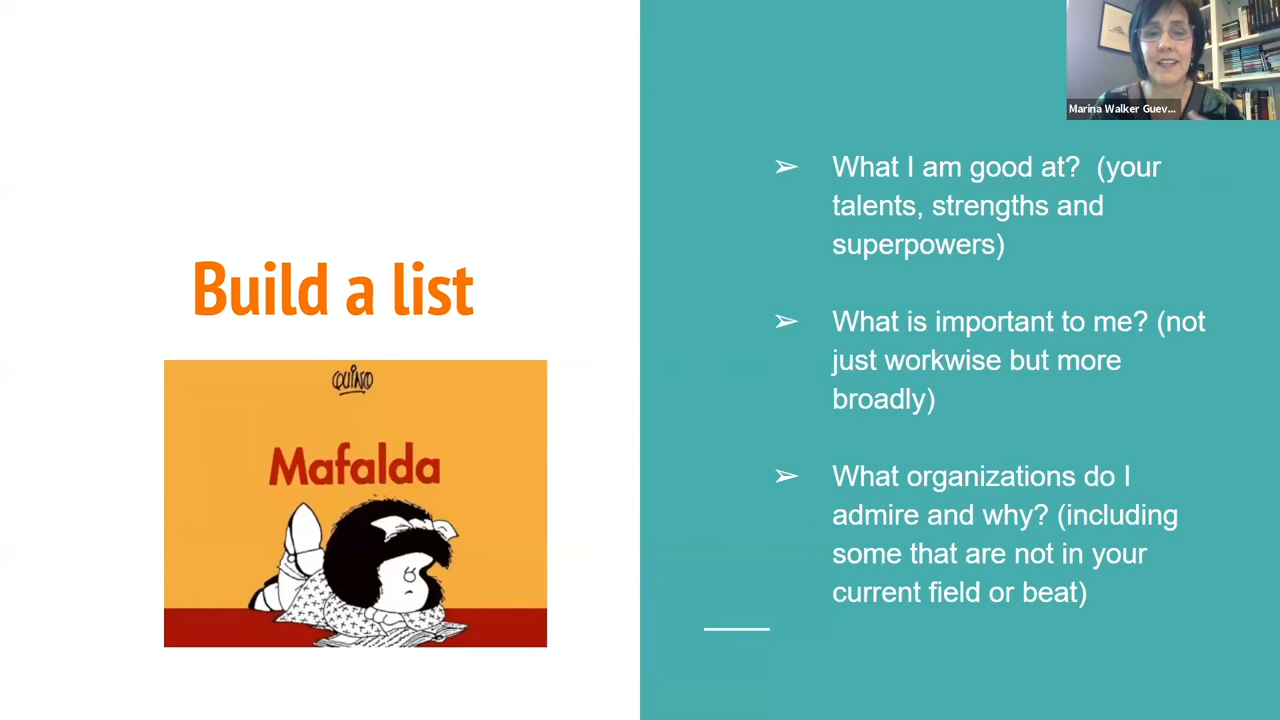 Marina Walker Guev...
➢ What I am good at?  (your
talents, strengths and
superpowers)
Build a list
➢ What is important to me? (not
just workwise but more
broadly)
QUINO
Mafalda
➢ What organizations do I
admire and why? (including
some that are not in your
current field or beat)